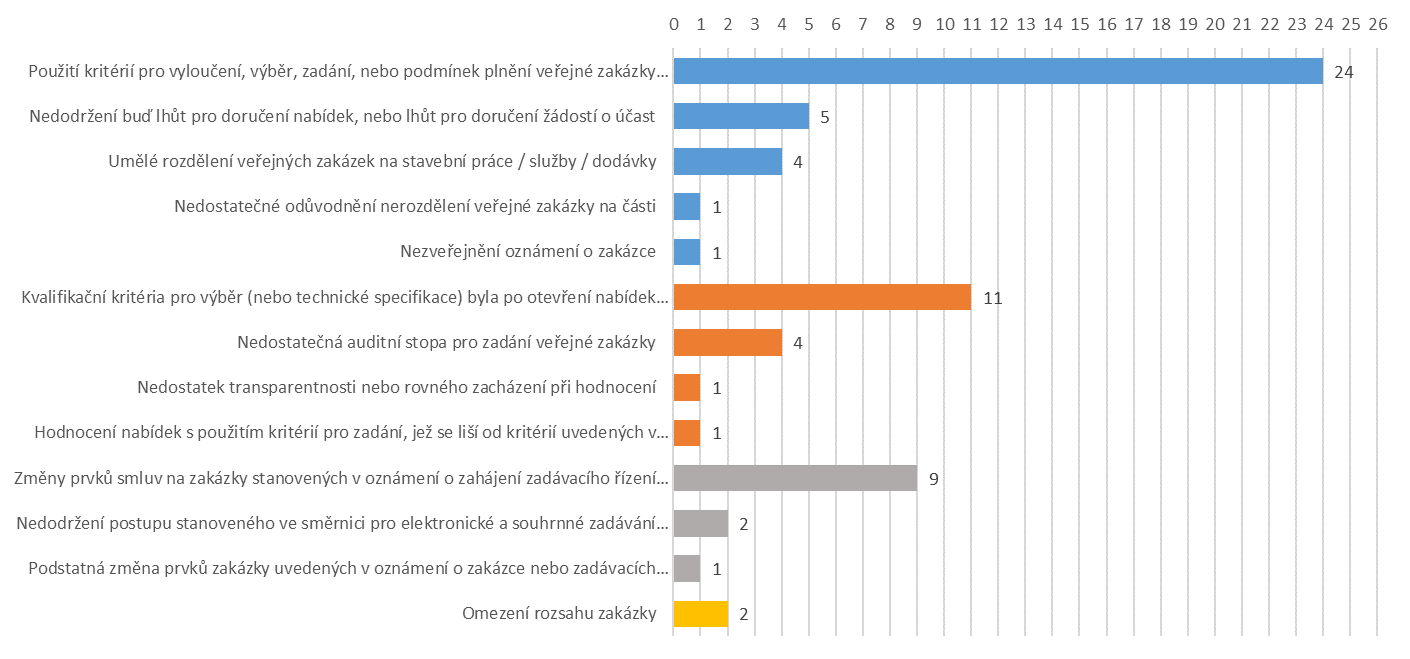 0 1 2 3 4 5 6 7 8 9 10 11 12 13 14 15 16 17 18 19 20 21 22 23 24 25 26
Použití kritérií pro vyloučení, výběr, zadání, nebo podmínek plnění veřejné zakázky... 24
Nedodržení buď lhůt pro doručení nabídek, nebo lhůt pro doručení žádostí o účast 5
Umělé rozdělení veřejných zakázek na stavební práce / služby / dodávky 4
Nedostatečné odůvodnění nerozdělení veřejné zakázky na části 1
Nezveřejnění oznámení o zakázce 1
Kvalifikační kritéria pro výběr (nebo technické specifikace) byla po otevření nabídek... 11
Nedostatečná auditní stopa pro zadání veřejné zakázky 4
Nedostatek transparentnosti nebo rovného zacházení při hodnocení 1
Hodnocení nabídek s použitím kritérií pro zadání, jež se liší od kritérií uvedených v... 1
Změny prvků smluv na zakázky stanovených v oznámení o zahájení zadávacího řízení... 9
Nedodržení postupu stanoveného ve směrnici pro elektronické a souhrnné zadávání... 2
Podstatná změna prvků zakázky uvedených v oznámení o zakázce nebo zadávacích... 1
Omezení rozsahu zakázky 2